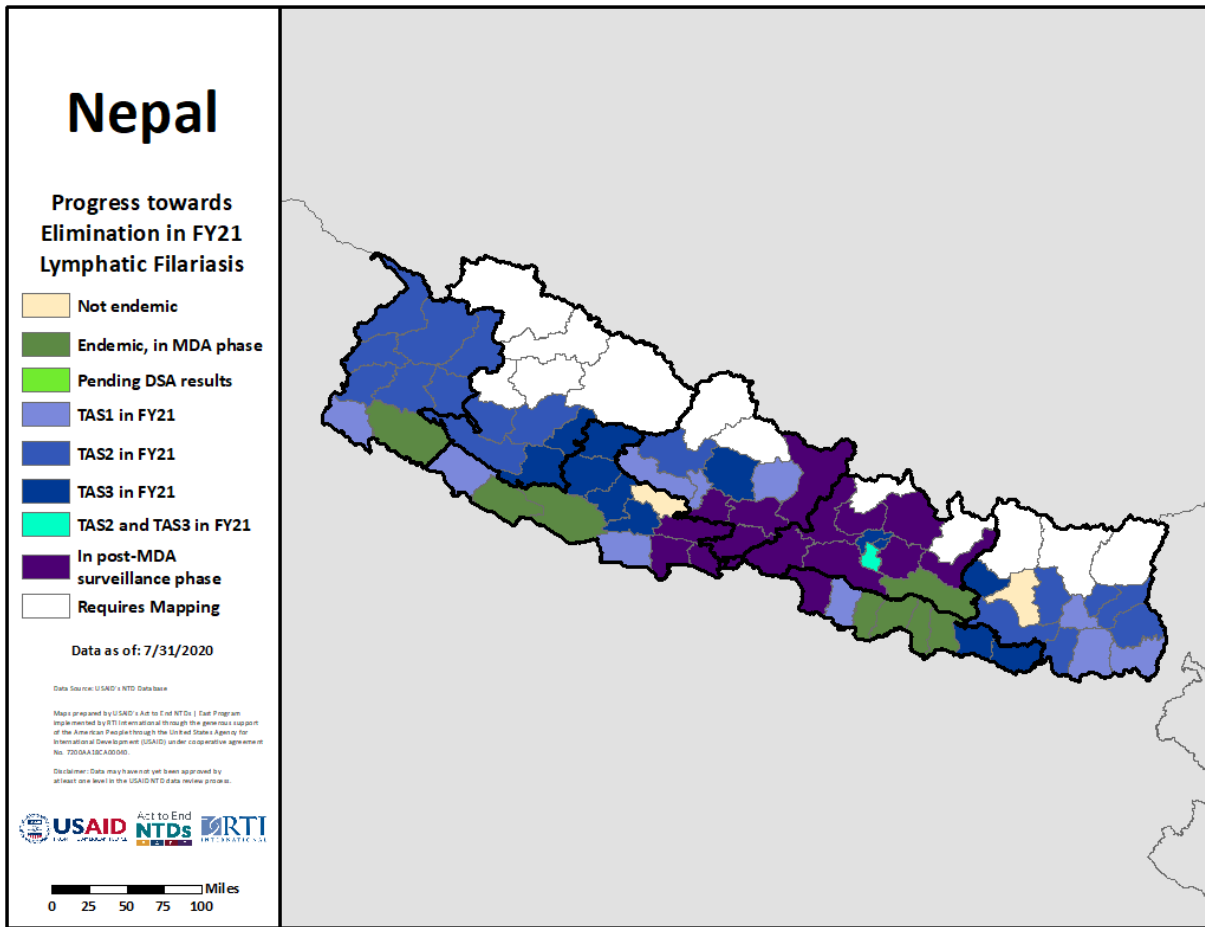 Nepal
Progress towards
Elimination in FY21
Lymphatic Filariasis
Not endemic
Endemic, in MDA phase
Pending DSA results
TAS1 in FY21
TAS2 in FY21
TAS3 in FY21
TAS2 and TAS3 in FY21
In post-MDA
surveillance phase
Requires Mapping
Data as of: 7/31/2020
Data Source: USAID's NTD Database
Maps prepared by USAID's Act to End NTDs | East Program
implemented by RTI International through the generous support
of the American People through the United States Agency for
International Development (USAID) under cooperative agreement
No. 7200AA18CA00040.
Disclaimer: Data may have not yet been approved by
at least one level in the USAID NTD data review process.
USAID
Act to End
NTDs
RTI
INTERNATIONAL
Miles
0 25 50 75 100